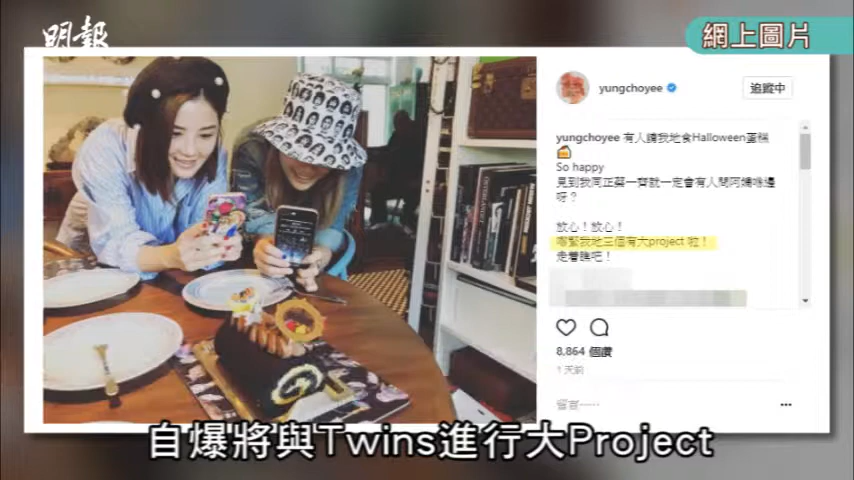 明報
網上圖片
yungchoyee
追蹤中
yungchoyee 有人請我地食Halloween蛋糕
So happy
見到我同正蔡一齊就一定會有人問阿嬌喺邊
呀？
放心！放心！
嚟緊我地三個有大project 啦！
走着瞧吧！
8,864 個讚
1 天前
留言......
自爆將與Twins進行大Project